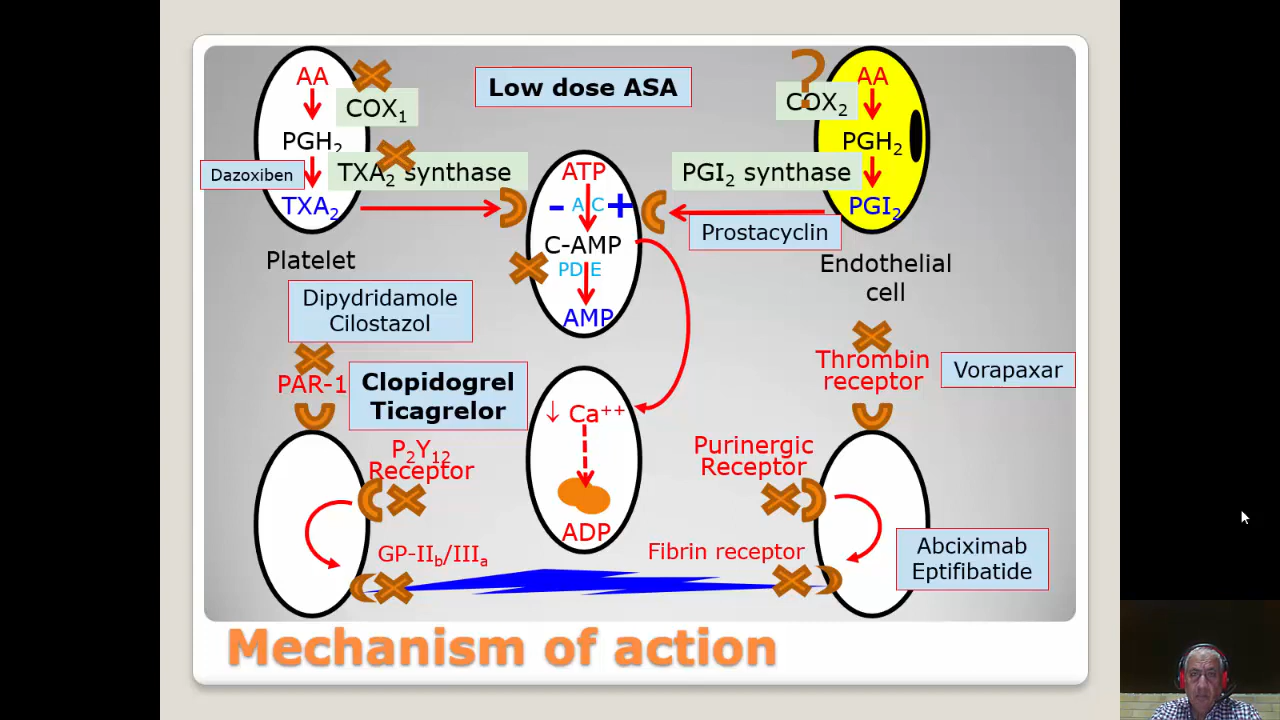 AA
COX1
PGH2
Dazoxiben
TXA2 synthase
TXA2
Platelet
Low dose ASA
ATP
- AC +
C-AMP
PDE
AMP
?
COX2
AA
PGH2
PGI2 synthase
PGI2
Prostacyclin
Endothelial
cell
Dipydridamole
Cilostazol
PAR-1
Clopidogrel
Ticagrelor
P2Y12
Receptor
GP-IIb/IIIa
↓ Ca++
ADP
Thrombin
receptor
Vorapaxar
Purinergic
Receptor
Fibrin receptor
Abciximab
Eptifibatide
Mechanism of action